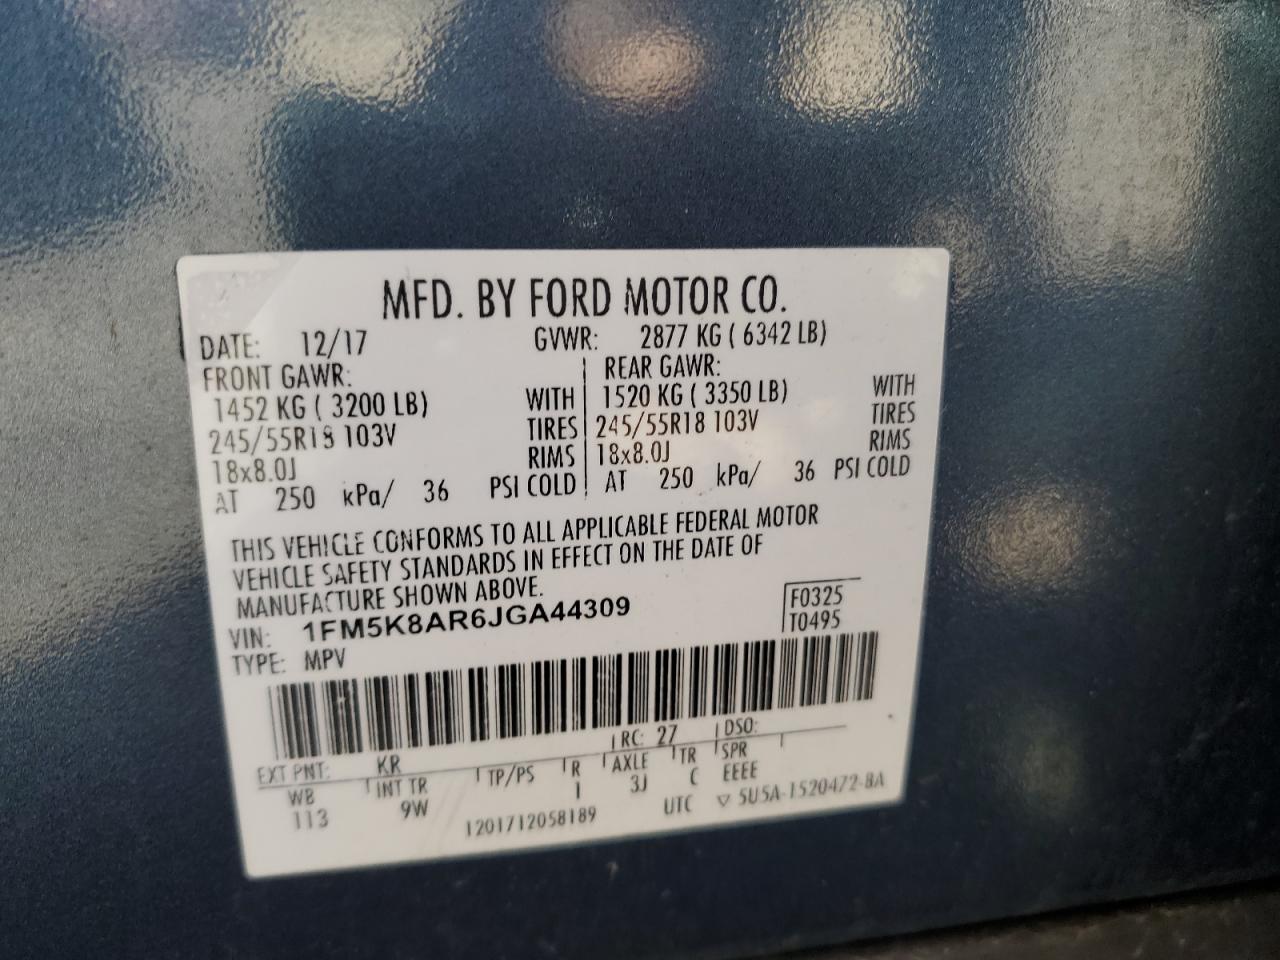 MFD. BY FORD MOTOR CO.
DATE: 12/17 GVWR: 2877 KG ( 6342 LB)
FRONT GAWR: REAR GAWR:
1452 KG ( 3200 LB) WITH 1520 KG ( 3350 LB) WITH
245/55R18 103V TIRES 245/55R18 103V TIRES
18x8.0J RIMS 18x8.0J RIMS
AT 250 kPa/ 36 PSI COLD AT 250 kPa/ 36 PSI COLD
THIS VEHICLE CONFORMS TO ALL APPLICABLE FEDERAL MOTOR
VEHICLE SAFETY STANDARDS IN EFFECT ON THE DATE OF
MANUFACTURE SHOWN ABOVE.
VIN: 1FM5K8AR6JGA44309 F0325
TYPE: MPV T0495
EXT PNT: KR RC: 27 DSO:
WB INT TR TP/PS R AXLE TR SPR
113 9W 1 3J C EEEE
1201712058189 UTC ▽ 5U5A-1520472-BA